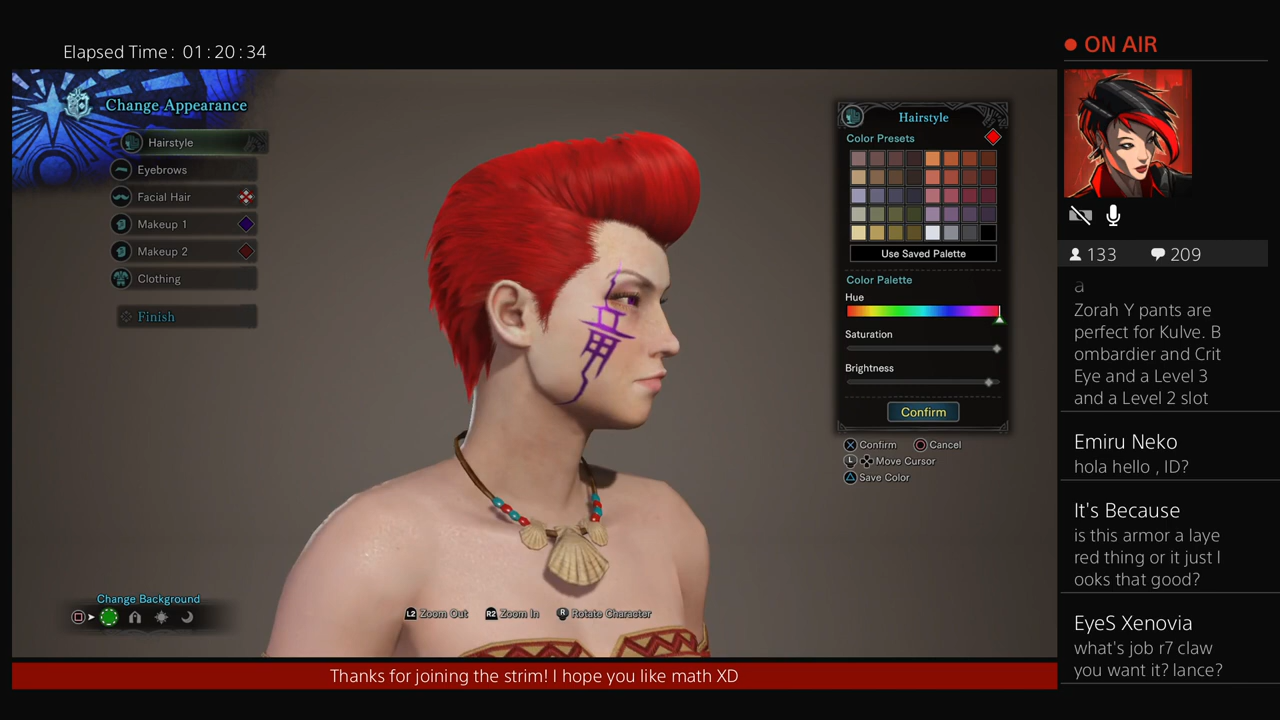 Elapsed Time: 01:20:34
ON AIR
Change Appearance
Hairstyle
Eyebrows
Facial Hair
Makeup 1
Makeup 2
Clothing
Finish
Change Background
L2 Zoom Out R2 Zoom In R Rotate Character
Hairstyle
Color Presets
Use Saved Palette
Color Palette
Hue
Saturation
Brightness
Confirm
Confirm Cancel
L Move Cursor
Save Color
133 209
a
Zorah Y pants are
perfect for Kulve. B
ombardier and Crit
Eye and a Level 3
and a Level 2 slot
Emiru Neko
hola hello , ID?
It's Because
is this armor a laye
red thing or it just l
ooks that good?
EyeS Xenovia
what's job r7 claw
you want it? lance?
Thanks for joining the strim! I hope you like math XD